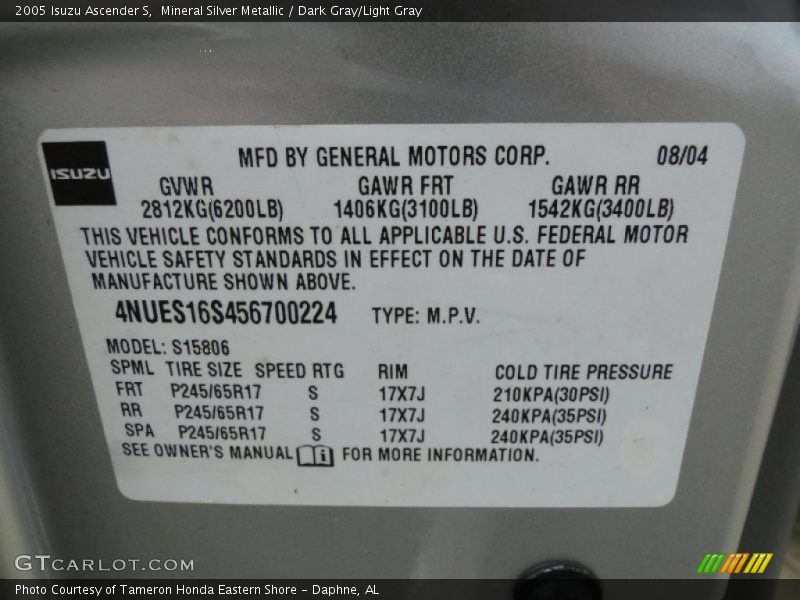 2005 Isuzu Ascender S,  Mineral Silver Metallic / Dark Gray/Light Gray
ISUZU
MFD BY GENERAL MOTORS CORP. 08/04
GVWR GAWR FRT GAWR RR
2812KG(6200LB) 1406KG(3100LB) 1542KG(3400LB)
THIS VEHICLE CONFORMS TO ALL APPLICABLE U.S. FEDERAL MOTOR
VEHICLE SAFETY STANDARDS IN EFFECT ON THE DATE OF
MANUFACTURE SHOWN ABOVE.
4NUES16S456700224 TYPE: M.P.V.
MODEL: S15806
SPML TIRE SIZE SPEED RTG RIM COLD TIRE PRESSURE
FRT P245/65R17 S 17X7J 210KPA(30PSI)
RR P245/65R17 S 17X7J 240KPA(35PSI)
SPA P245/65R17 S 17X7J 240KPA(35PSI)
SEE OWNER'S MANUAL i FOR MORE INFORMATION.
GTCARLOT.COM
Photo Courtesy of Tameron Honda Eastern Shore – Daphne, AL